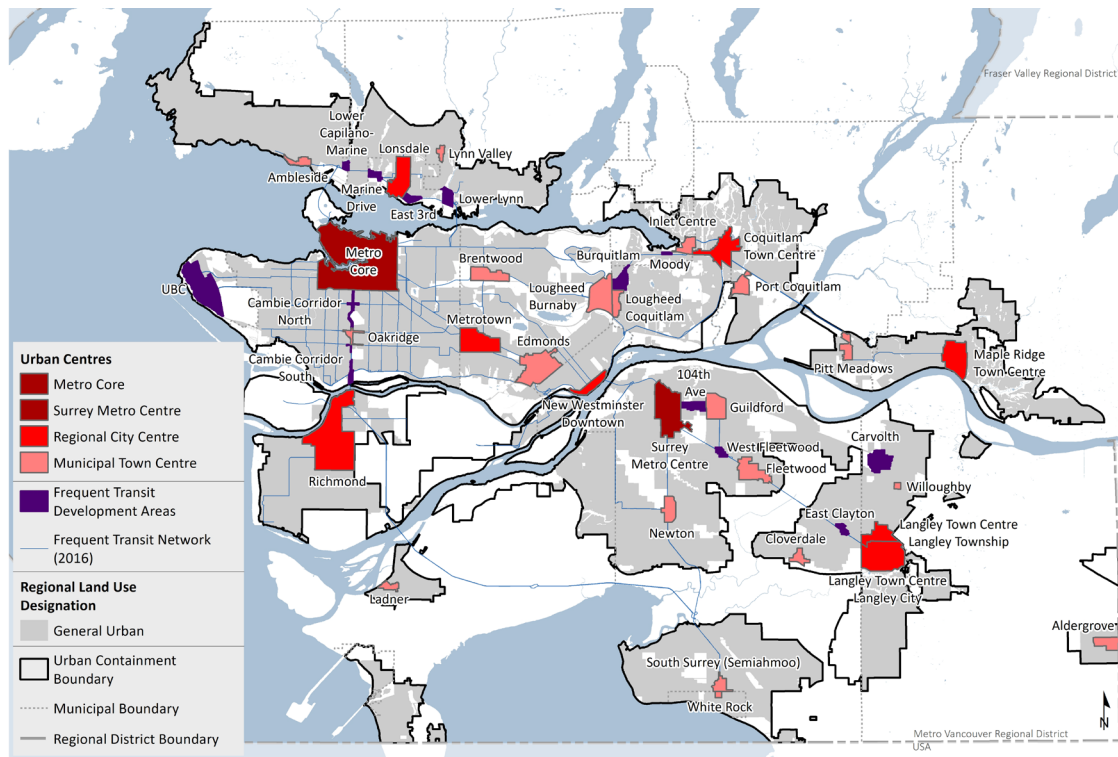 Fraser Valley Regional District
Lower
Capilano-
Marine
Lonsdale
Lynn Valley
Ambleside
Marine
Drive
East 3rd
Lower Lynn
Inlet Centre
Coquitlam
Town Centre
Metro
Core
Brentwood
Burquitlam
Moody
Port Coquitlam
UBC
Lougheed
Burnaby
Lougheed
Coquitlam
Cambie Corridor
North
Oakridge
Metrotown
Edmonds
Cambie Corridor
South
Pitt Meadows
Maple Ridge
Town Centre
New Westminster
Downtown
104th
Ave
Guildford
Surrey
Metro Centre
West Fleetwood
Fleetwood
Carvolth
Willoughby
Richmond
Newton
East Clayton
Cloverdale
Langley Town Centre
Langley Township
Langley Town Centre
Langley City
Ladner
Aldergrove
South Surrey (Semiahmoo)
White Rock
Urban Centres
Metro Core
Surrey Metro Centre
Regional City Centre
Municipal Town Centre
Frequent Transit
Development Areas
Frequent Transit Network
(2016)
Regional Land Use
Designation
General Urban
Urban Containment
Boundary
Municipal Boundary
Regional District Boundary
N
Metro Vancouver Regional District
USA